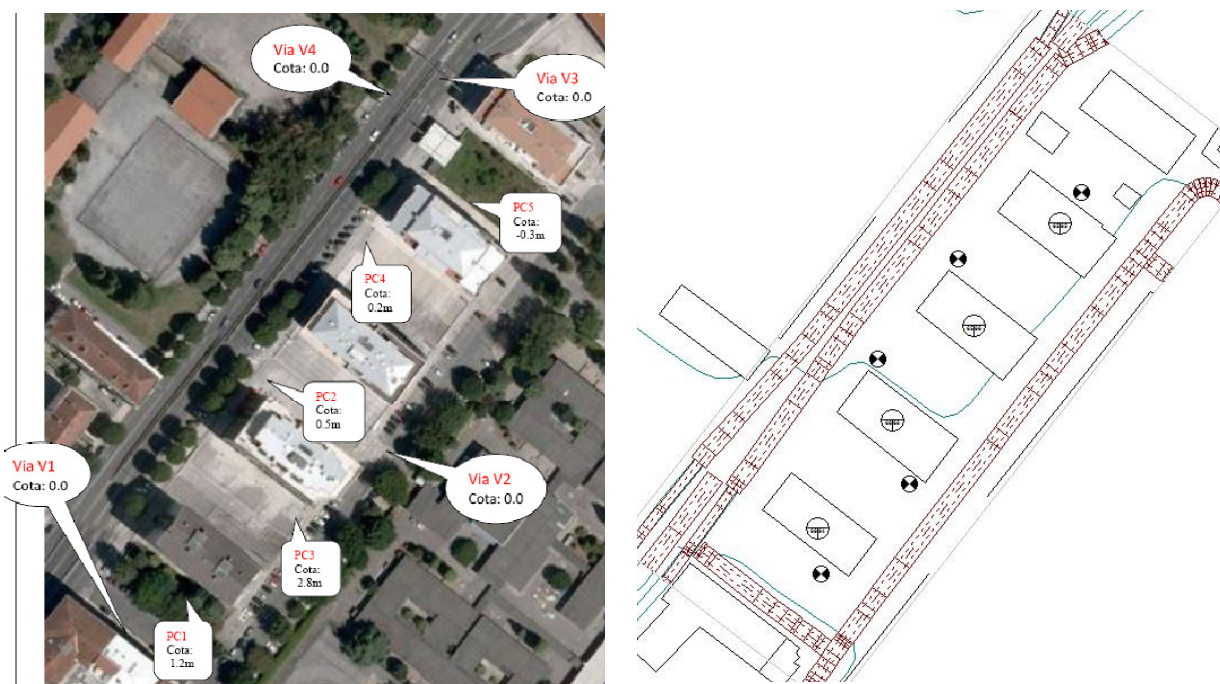 Via V4
Cota: 0.0
Via V3
Cota: 0.0
PC5
Cota:
-0.3m
PC4
Cota:
0.2m
PC2
Cota:
0.5m
Via V1
Cota: 0.0
Via V2
Cota: 0.0
PC3
Cota:
2.8m
PC1
Cota:
1.2m